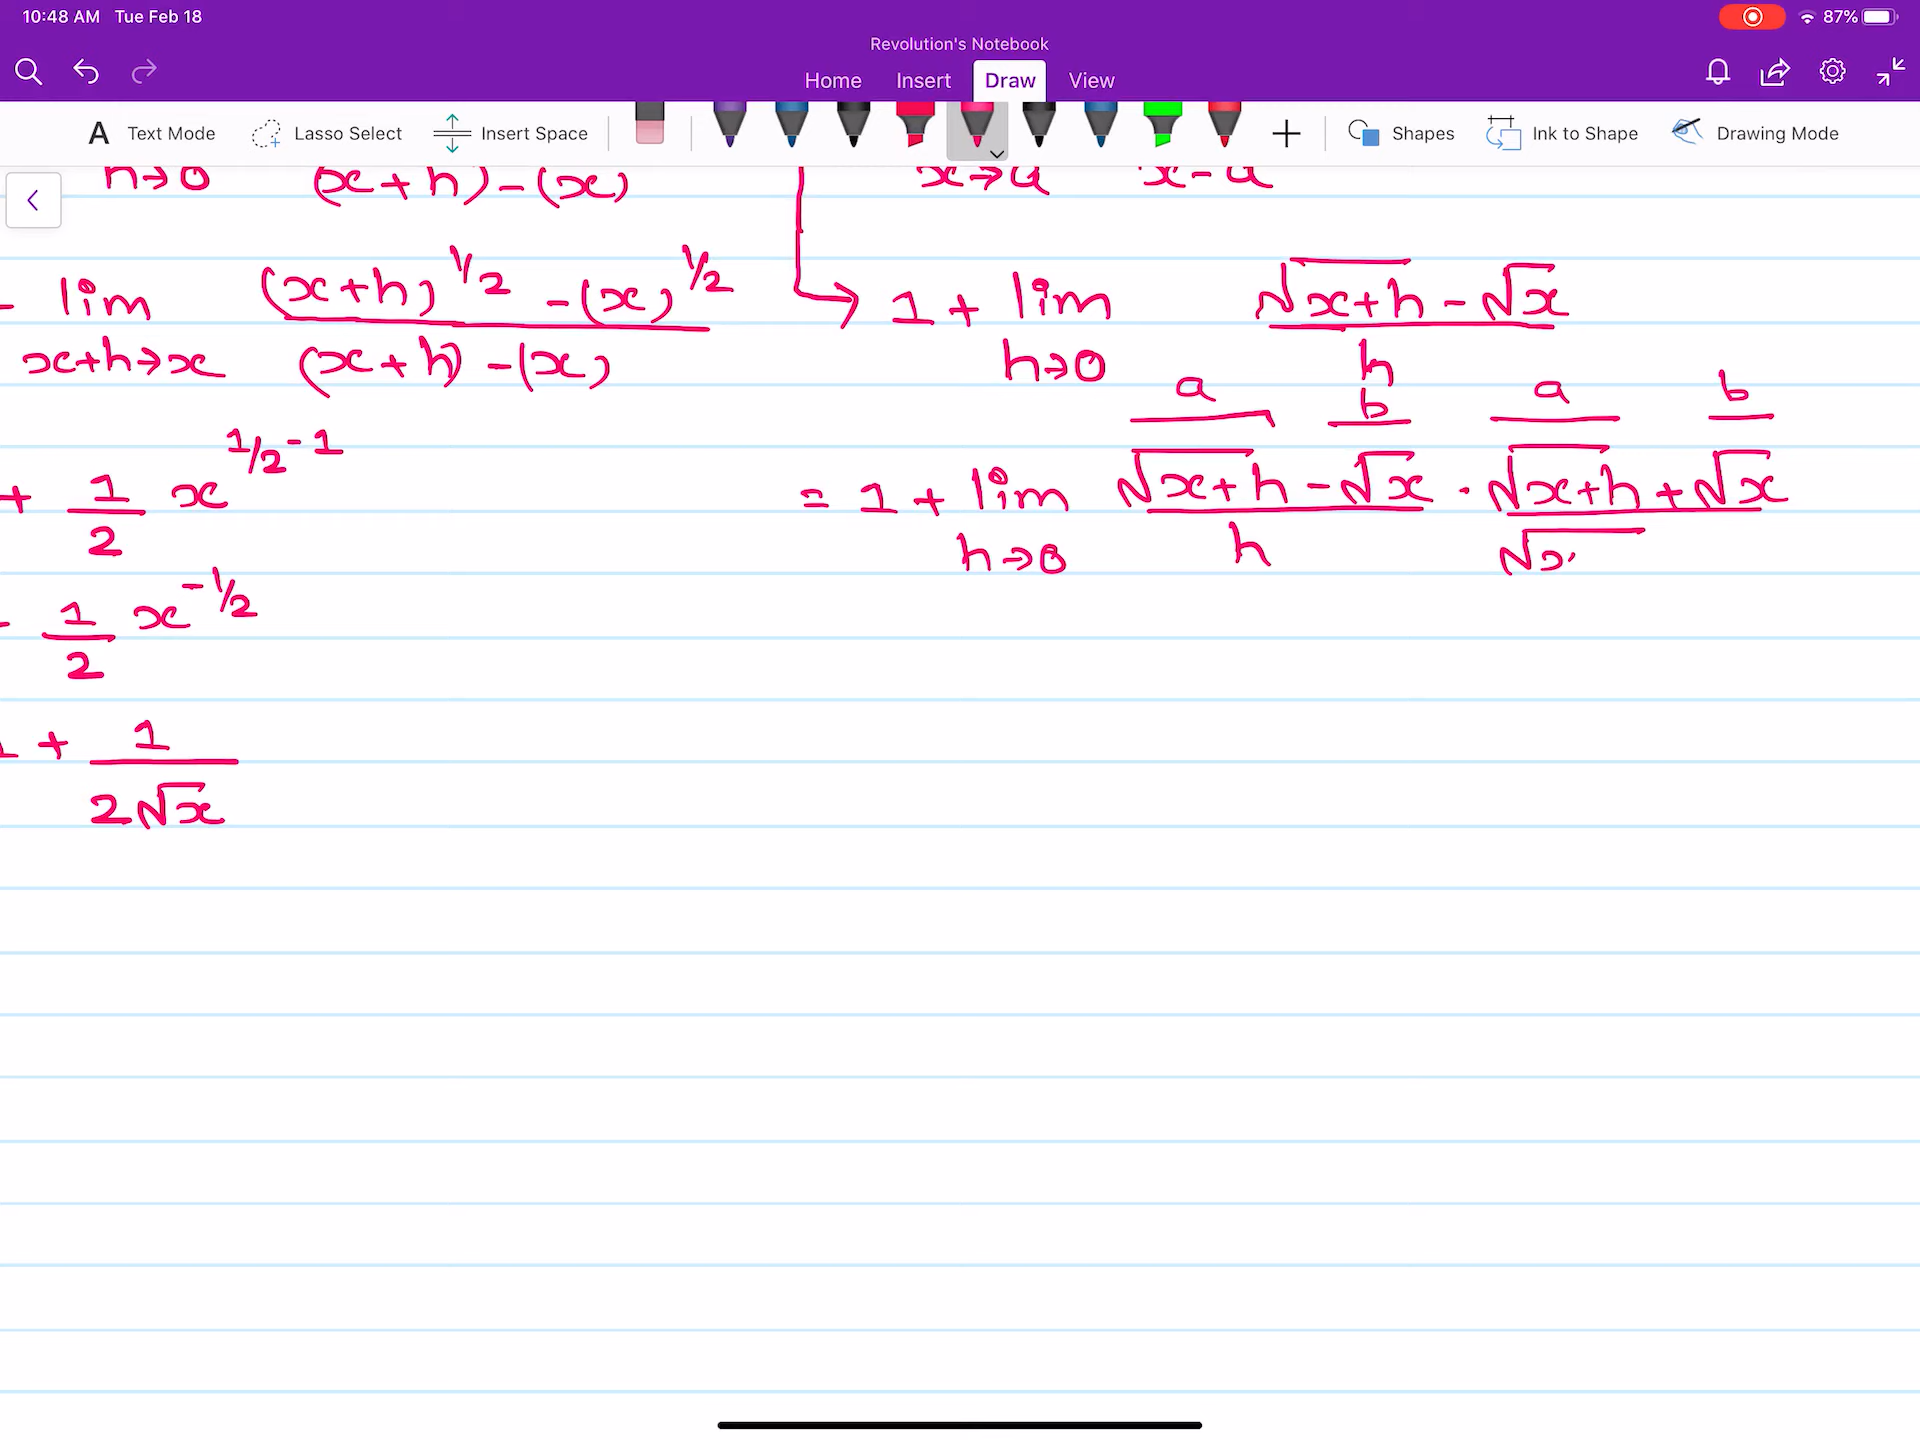 10:48 AM Tue Feb 18
87%
Revolution's Notebook
Home Insert Draw View
A Text Mode Lasso Select Insert Space Shapes Ink to Shape Drawing Mode
h→0 (x+h)-(x)
x→a x-a
lim (x+h)^1/2 -(x)^1/2
x+h→x (x+h)-(x)
+ 1/2 x^1/2-1
1/2 x^-1/2
1 + 1
2√x
1 + lim √x+h - √x
h→0 h
a b a b
= 1 + lim √x+h - √x · √x+h + √x
h→0 h √x